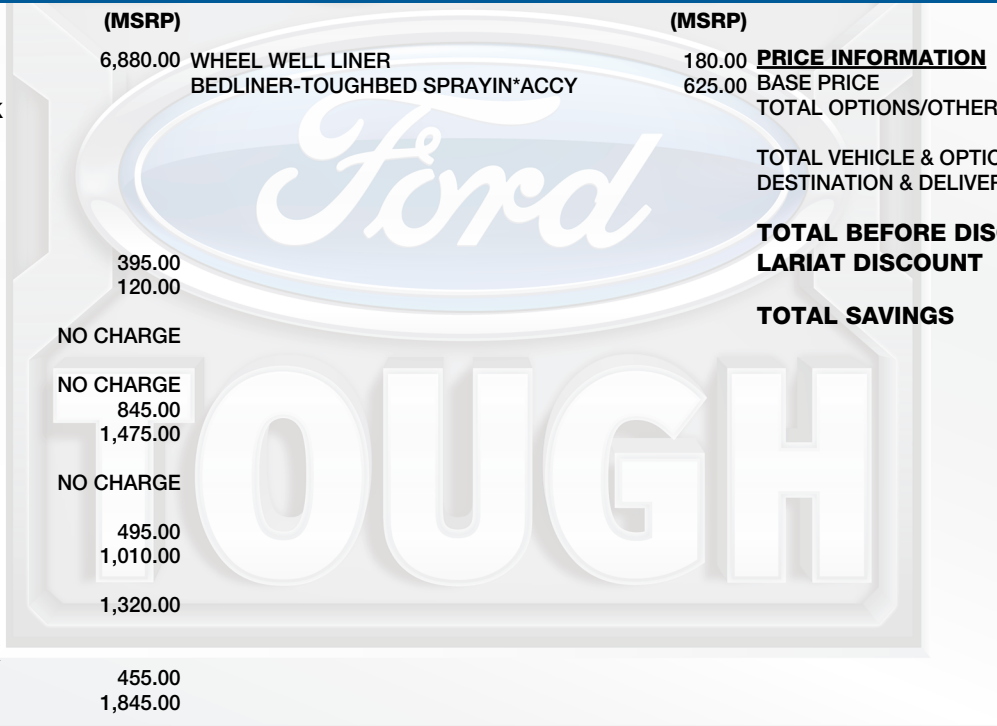 (MSRP)
6,880.00
395.00
120.00
NO CHARGE
NO CHARGE
845.00
1,475.00
NO CHARGE
495.00
1,010.00
1,320.00
455.00
1,845.00
(MSRP)
WHEEL WELL LINER 180.00
BEDLINER-TOUGHBED SPRAYIN*ACCY 625.00
PRICE INFORMATION
BASE PRICE
TOTAL OPTIONS/OTHER
TOTAL VEHICLE & OPTIO
DESTINATION & DELIVER
TOTAL BEFORE DISC
LARIAT DISCOUNT
TOTAL SAVINGS
Ford
TOUGH